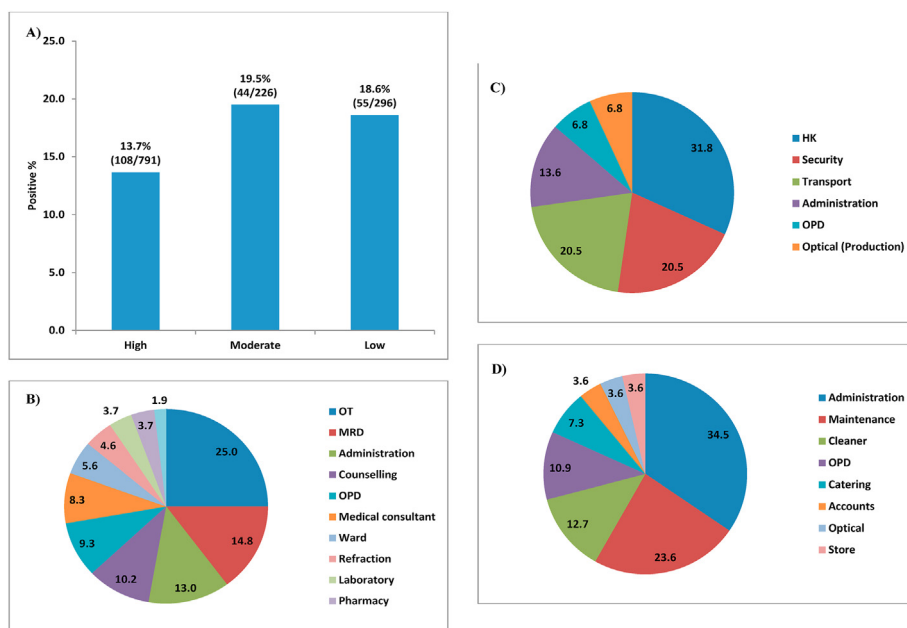 A)
25.0
20.0
15.0
10.0
5.0
0.0
Positive %
13.7%
(108/791)
19.5%
(44/226)
18.6%
(55/296)
High
Moderate
Low
B)
25.0
14.8
13.0
10.2
9.3
8.3
5.6
4.6
3.7
3.7
1.9
OT
MRD
Administration
Counselling
OPD
Medical consultant
Ward
Refraction
Laboratory
Pharmacy
C)
31.8
20.5
20.5
13.6
6.8
6.8
HK
Security
Transport
Administration
OPD
Optical (Production)
D)
34.5
23.6
12.7
10.9
7.3
3.6
3.6
3.6
Administration
Maintenance
Cleaner
OPD
Catering
Accounts
Optical
Store